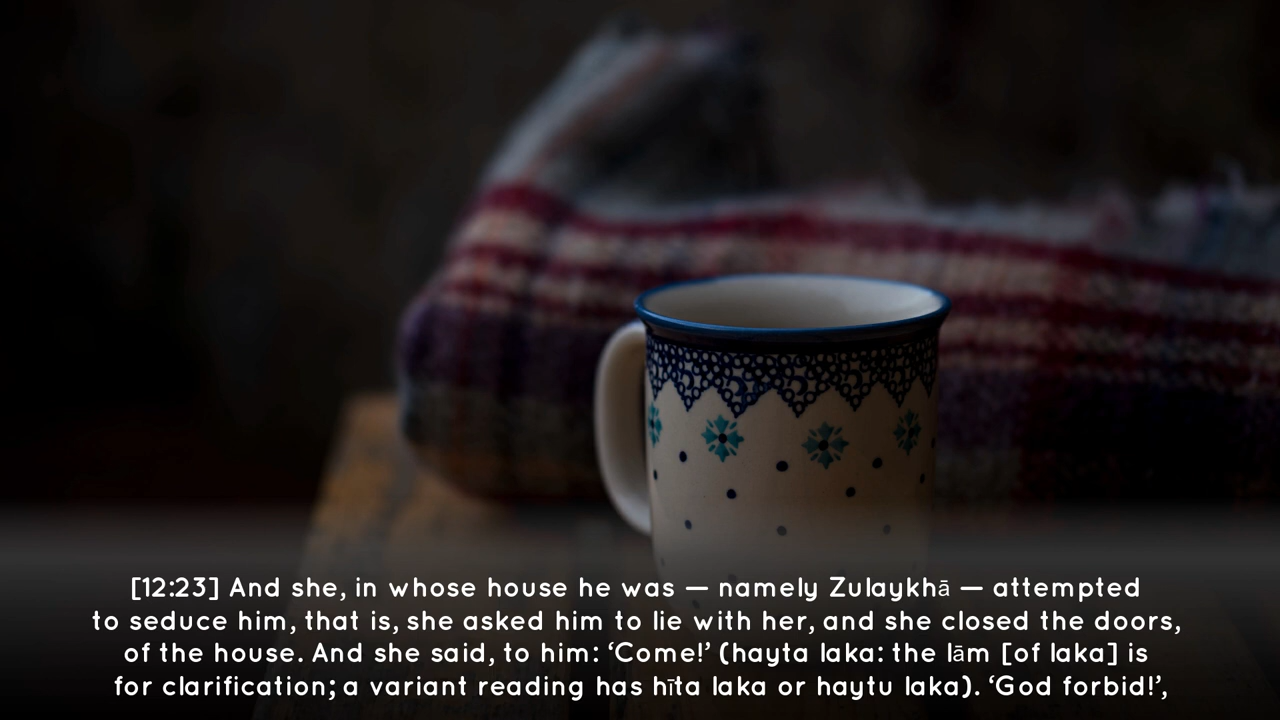 [12:23] And she, in whose house he was — namely Zulaykhā — attempted
to seduce him, that is, she asked him to lie with her, and she closed the doors,
of the house. And she said, to him: ‘Come!’ (hayta laka: the lām [of laka] is
for clarification; a variant reading has hīta laka or haytu laka). ‘God forbid!’,